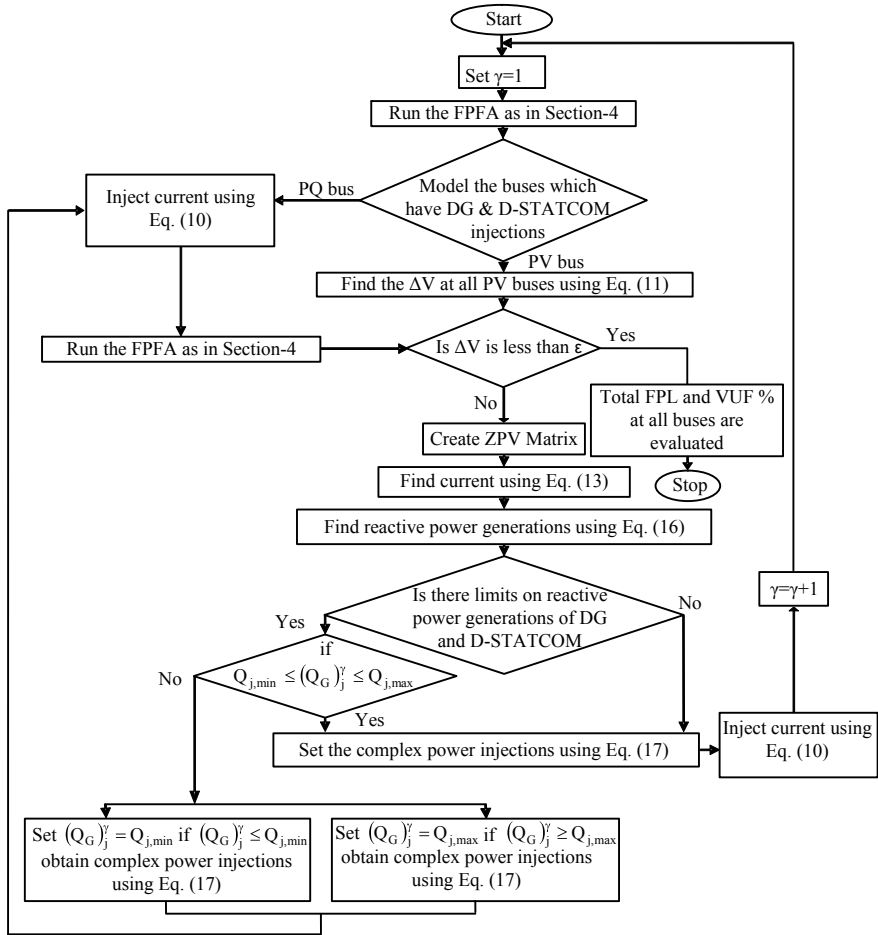 Start
Set γ=1
Run the FPFA as in Section-4
Model the buses which
have DG & D-STATCOM
injections
PQ bus
Inject current using
Eq. (10)
PV bus
Find the ΔV at all PV buses using Eq. (11)
Run the FPFA as in Section-4
Is ΔV is less than ε
Yes
No
Total FPL and VUF %
at all buses are
evaluated
Stop
Create ZPV Matrix
Find current using Eq. (13)
Find reactive power generations using Eq. (16)
Is there limits on reactive
power generations of DG
and D-STATCOM
Yes
No
γ=γ+1
if
Q_{j,min} ≤ (Q_G)_j^γ ≤ Q_{j,max}
No
Yes
Set the complex power injections using Eq. (17)
Inject current using
Eq. (10)
Set (Q_G)_j^γ = Q_{j,min} if (Q_G)_j^γ ≤ Q_{j,min}
obtain complex power injections
using Eq. (17)
Set (Q_G)_j^γ = Q_{j,max} if (Q_G)_j^γ ≥ Q_{j,max}
obtain complex power injections
using Eq. (17)